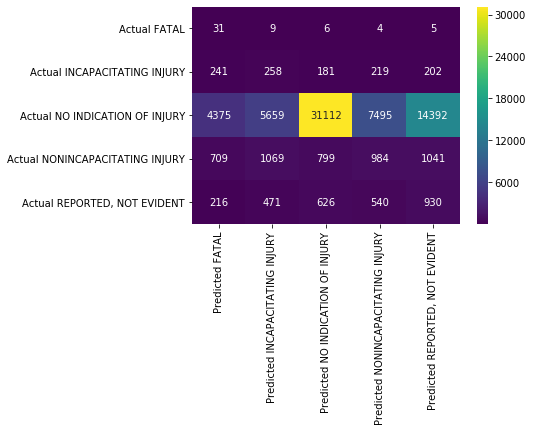 Actual FATAL 31 9 6 4 5
Actual INCAPACITATING INJURY 241 258 181 219 202
Actual NO INDICATION OF INJURY 4375 5659 31112 7495 14392
Actual NONINCAPACITATING INJURY 709 1069 799 984 1041
Actual REPORTED, NOT EVIDENT 216 471 626 540 930
Predicted FATAL
Predicted INCAPACITATING INJURY
Predicted NO INDICATION OF INJURY
Predicted NONINCAPACITATING INJURY
Predicted REPORTED, NOT EVIDENT
30000
24000
18000
12000
6000